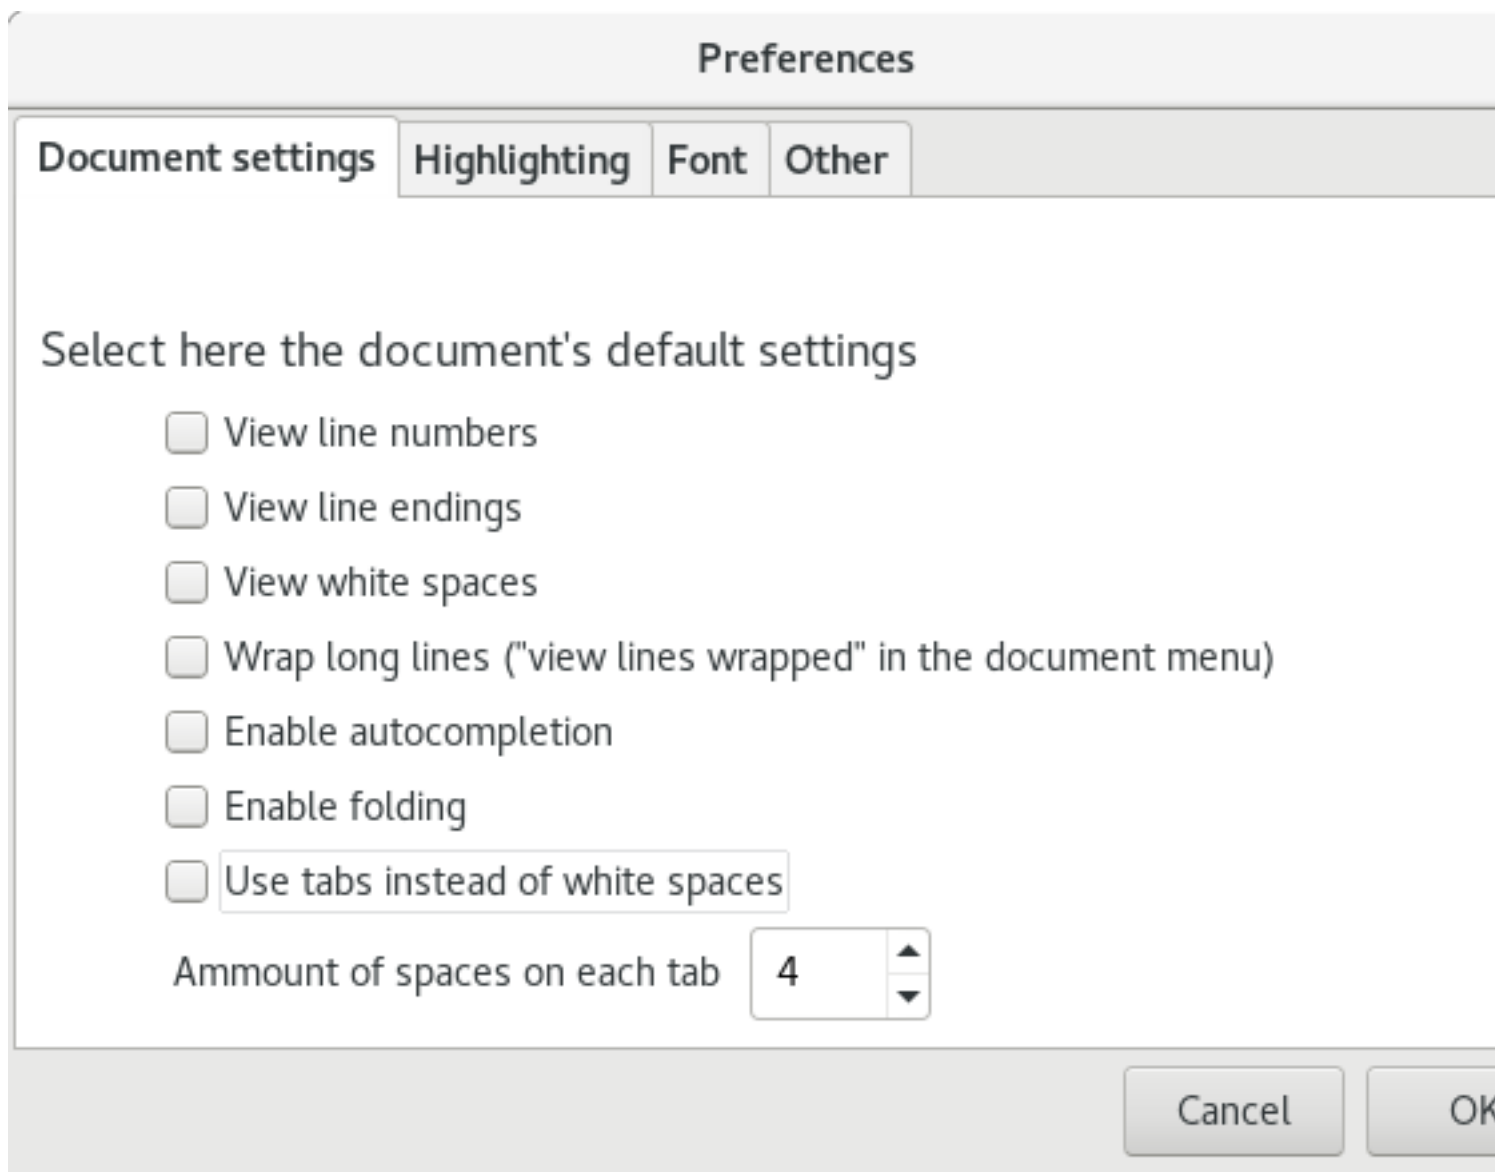 Preferences
Document settings Highlighting Font Other
Select here the document's default settings
View line numbers
View line endings
View white spaces
Wrap long lines ("view lines wrapped" in the document menu)
Enable autocompletion
Enable folding
Use tabs instead of white spaces
Ammount of spaces on each tab 4
Cancel OK